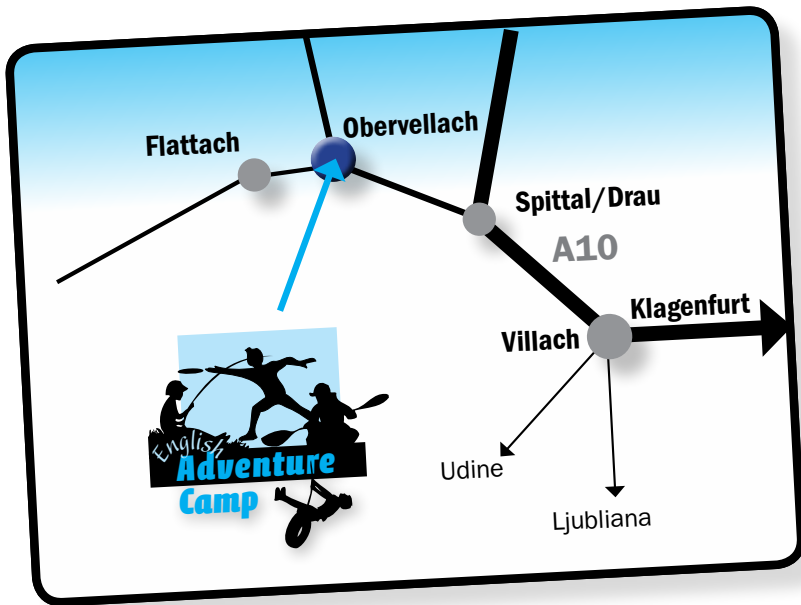 Flattach
Obervellach
Spittal/Drau
A10
Klagenfurt
Villach
English
Adventure
Camp
Udine
Ljubliana